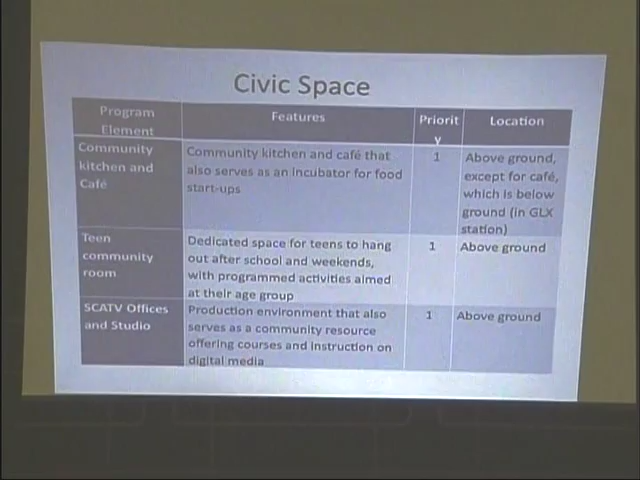 Civic Space
Program
Element
Features
Priorit
y
Location
Community
kitchen and
Café
Community kitchen and café that
also serves as an incubator for food
start-ups
1
Above ground,
except for café,
which is below
ground (in GLX
station)
Teen
community
room
Dedicated space for teens to hang
out after school and weekends,
with programmed activities aimed
at their age group
1
Above ground
SCATV Offices
and Studio
Production environment that also
serves as a community resource
offering courses and instruction on
digital media
1
Above ground